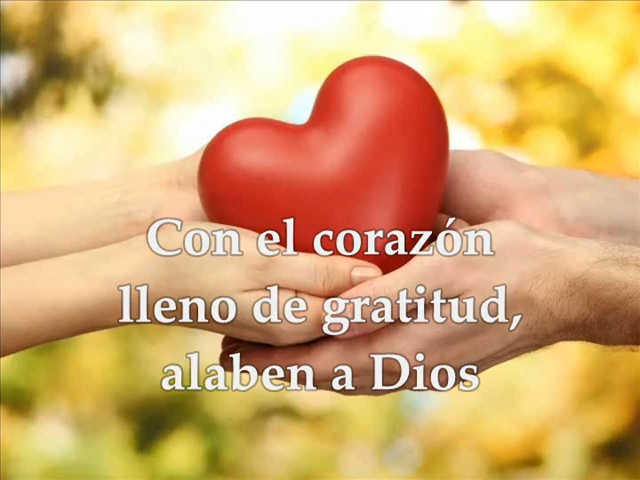 Con el corazón
lleno de gratitud,
alaben a Dios